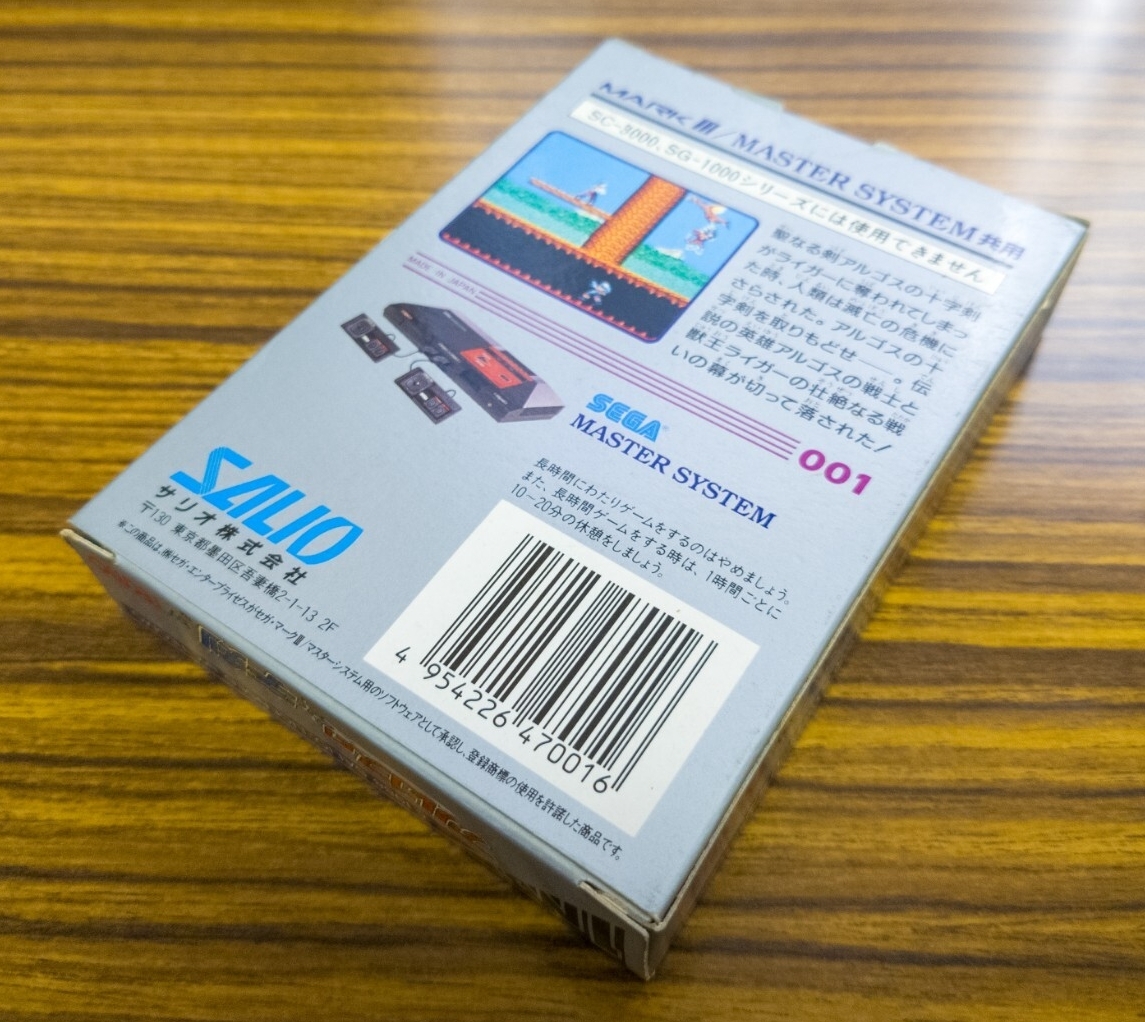 MARK III/MASTER SYSTEM共用
SC-3000、SG-1000シリーズには使用できません
聖なる剣アルゴスの十字剣
がライガーに奪われてしまっ
た時、人類は滅亡の危機に
さらされた。アルゴスの十
字剣を取りもどせ——。伝
説の英雄アルゴスの戦士と
獣王ライガーの壮絶なる戦
いの幕が切って落された!
MADE IN JAPAN
001
SEGA®
MASTER SYSTEM
長時間にわたりゲームをするのはやめましょう。
また、長時間ゲームをする時は、1時間ごとに
10~20分の休憩をしましょう。
SALIO
サリオ株式会社
〒130 東京都墨田区吾妻橋2-1-13 2F
この商品は、㈱セガ・エンタープライゼスがセガ・マークIII/マスターシステム用のソフトウェアとして承認し、登録商標の使用を許諾した商品です。
4 954226 470016